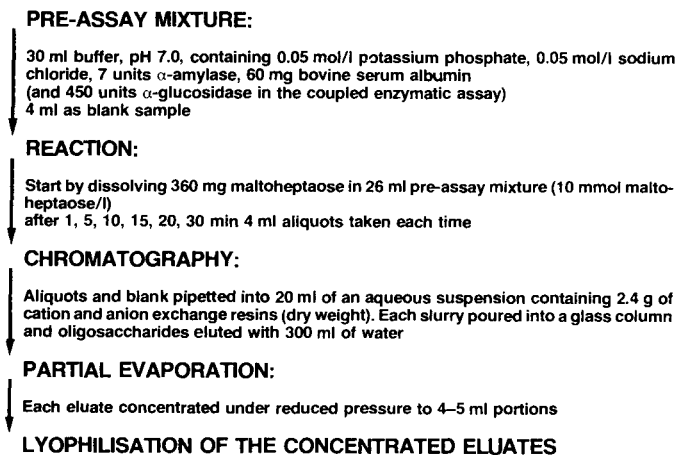 PRE-ASSAY MIXTURE:
30 ml buffer, pH 7.0, containing 0.05 mol/l potassium phosphate, 0.05 mol/l sodium
chloride, 7 units α-amylase, 60 mg bovine serum albumin
(and 450 units α-glucosidase in the coupled enzymatic assay)
4 ml as blank sample
REACTION:
Start by dissolving 360 mg maltoheptaose in 26 ml pre-assay mixture (10 mmol malto-
heptaose/l)
after 1, 5, 10, 15, 20, 30 min 4 ml aliquots taken each time
CHROMATOGRAPHY:
Aliquots and blank pipetted into 20 ml of an aqueous suspension containing 2.4 g of
cation and anion exchange resins (dry weight). Each slurry poured into a glass column
and oligosaccharides eluted with 300 ml of water
PARTIAL EVAPORATION:
Each eluate concentrated under reduced pressure to 4–5 ml portions
LYOPHILISATION OF THE CONCENTRATED ELUATES